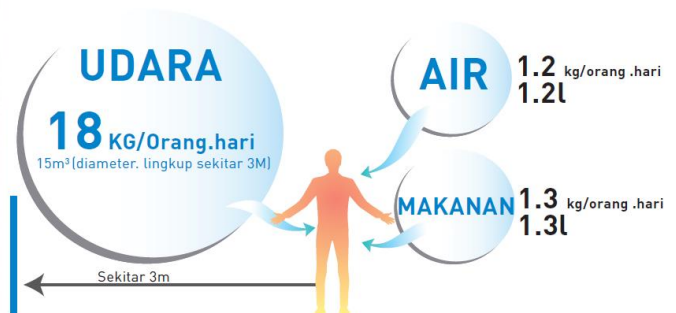 UDARA
18 KG/Orang.hari
15m³(diameter. lingkup sekitar 3M)
Sekitar 3m
AIR
1.2 kg/orang .hari
1.2l
MAKANAN
1.3 kg/orang .hari
1.3l